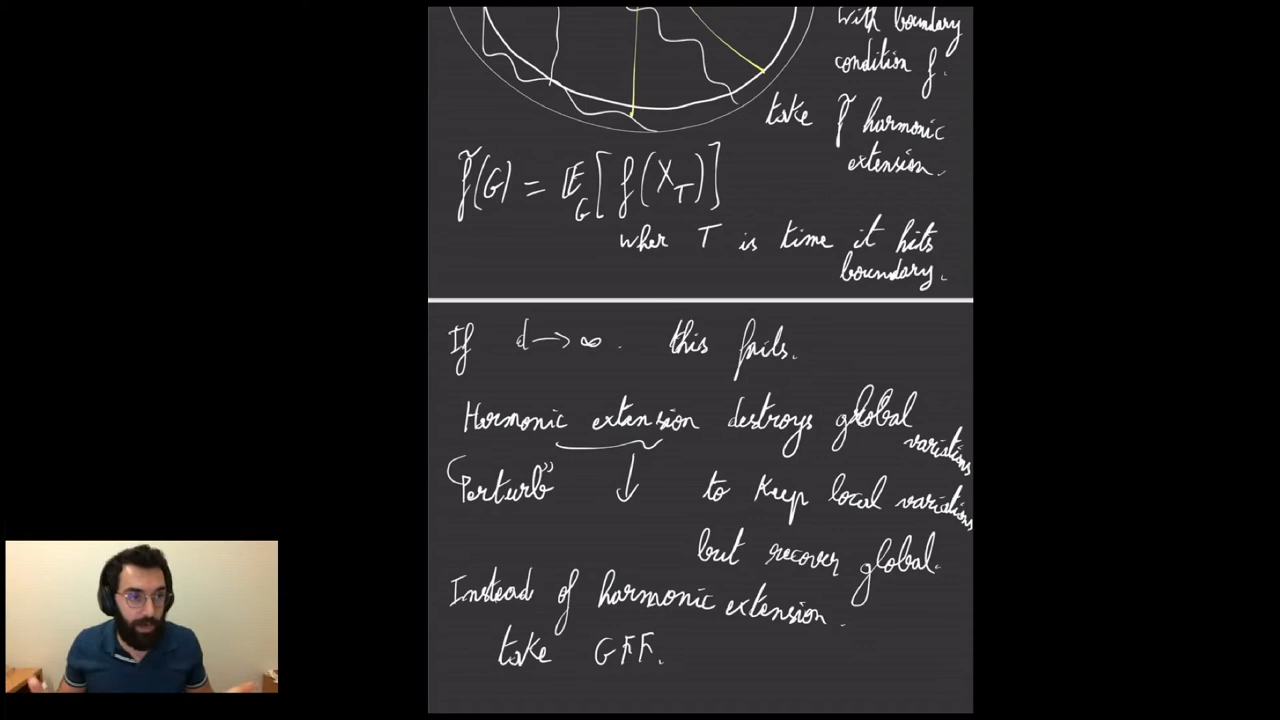 with boundary
condition f.
take f̃ harmonic
extension.
f̃(G) = 𝔼_G[f(X_T)]
wher T is time it hits
boundary.
If d → ∞. this fails.
Harmonic extension destroys global
variations
"Perturb" ↓ to keep local variations
but recover global.
Instead of harmonic extension.
take GFF.